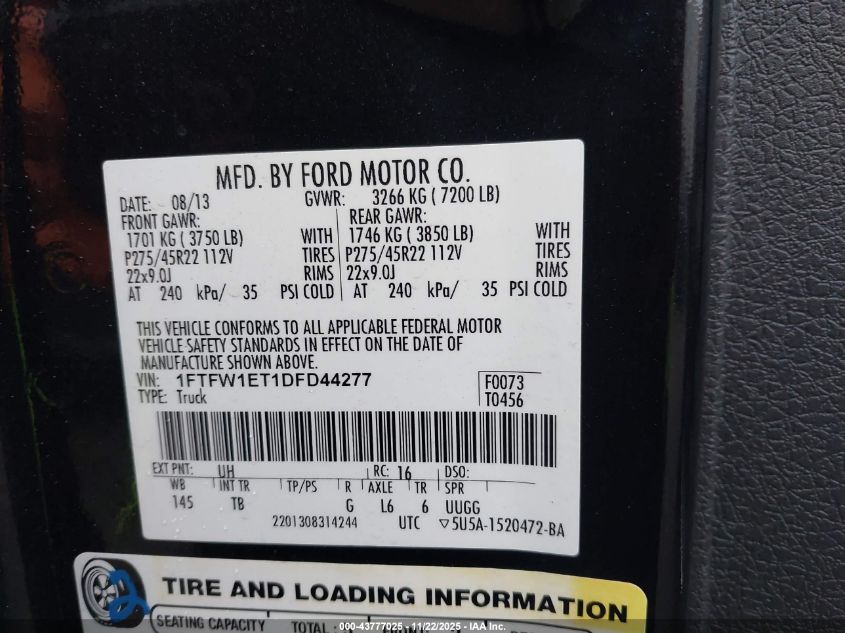 MFD. BY FORD MOTOR CO.
DATE: 08/13 GVWR: 3266 KG ( 7200 LB)
FRONT GAWR: REAR GAWR:
1701 KG ( 3750 LB) WITH 1746 KG ( 3850 LB) WITH
P275/45R22 112V TIRES P275/45R22 112V TIRES
22x9.0J RIMS 22x9.0J RIMS
AT 240 kPa/ 35 PSI COLD AT 240 kPa/ 35 PSI COLD
THIS VEHICLE CONFORMS TO ALL APPLICABLE FEDERAL MOTOR
VEHICLE SAFETY STANDARDS IN EFFECT ON THE DATE OF
MANUFACTURE SHOWN ABOVE.
VIN: 1FTFW1ET1DFD44277 F0073
TYPE: Truck T0456
EXT PNT: UH RC: 16 DSO:
WB INT TR TP/PS R AXLE TR SPR
145 TB G L6 6 UUGG
2201308314244 UTC ▽5U5A-1520472-BA
TIRE AND LOADING INFORMATION
SEATING CAPACITY TOTAL
000-43777025 - 11/22/2025 - IAA Inc.